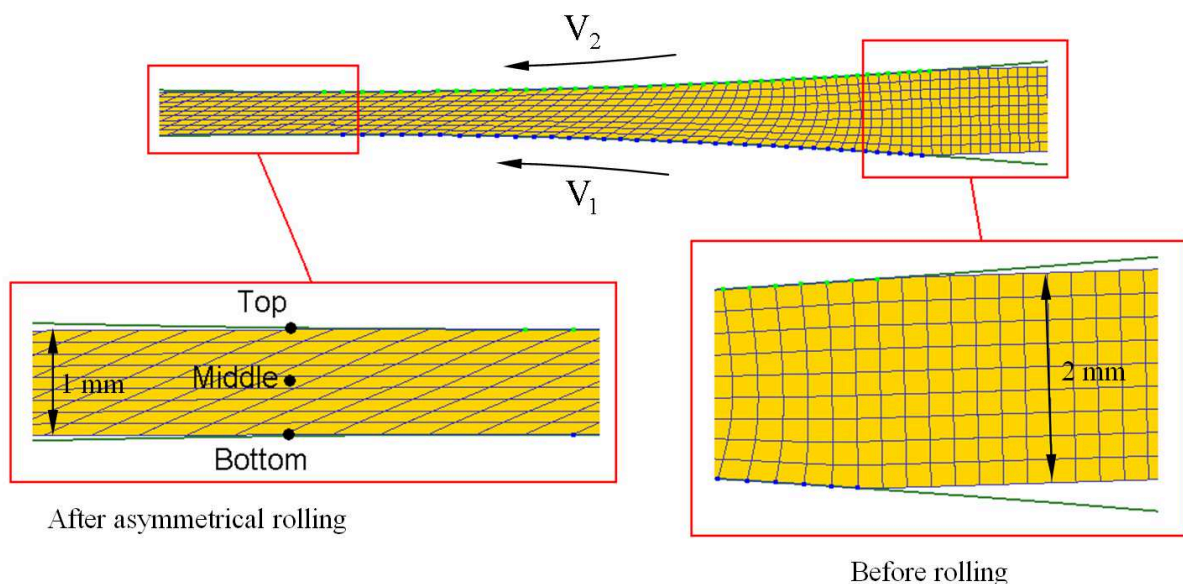 V2
V1
Top
Middle
1 mm
Bottom
2 mm
After asymmetrical rolling
Before rolling